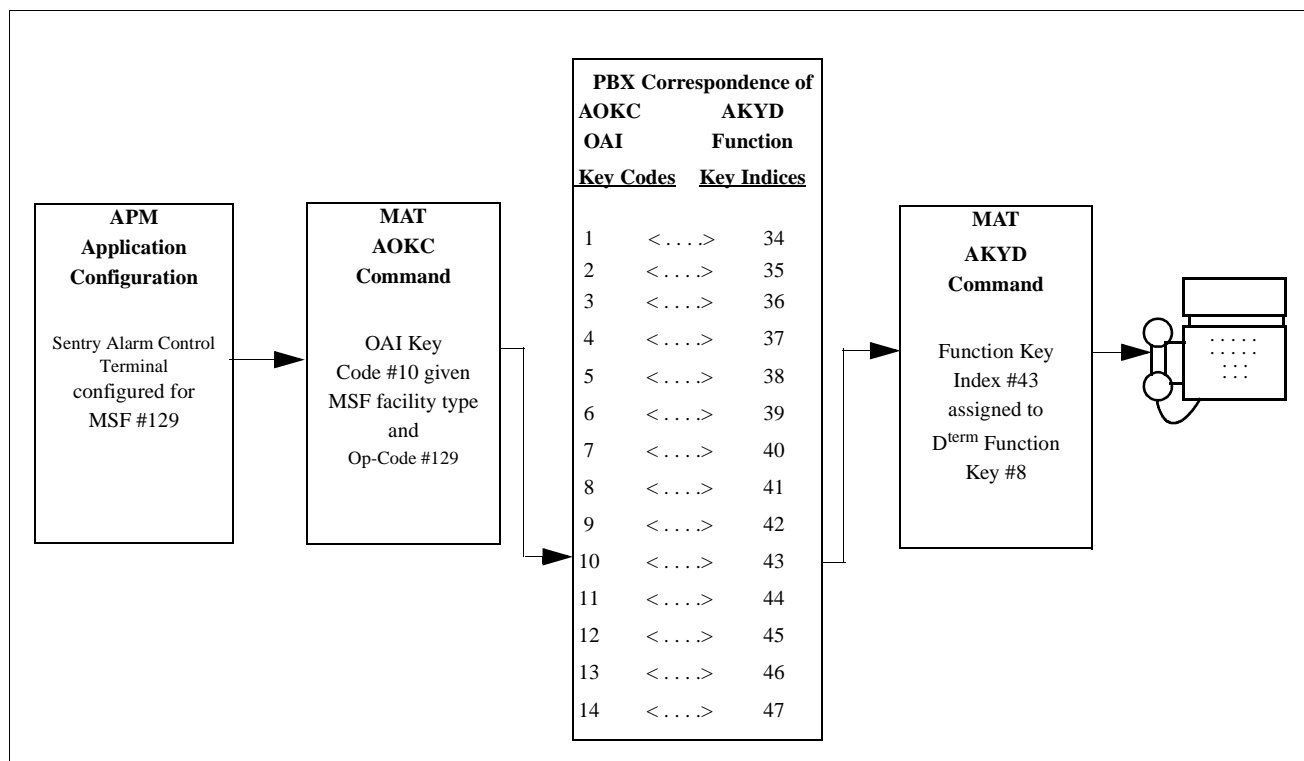 APM
Application
Configuration
Sentry Alarm Control
Terminal
configured for
MSF #129
MAT
AOKC
Command
OAI Key
Code #10 given
MSF facility type
and
Op-Code #129
PBX Correspondence of
AOKC AKYD
OAI Function
Key Codes Key Indices
1 < . . . .> 34
2 < . . . .> 35
3 < . . . .> 36
4 < . . . .> 37
5 < . . . .> 38
6 < . . . .> 39
7 < . . . .> 40
8 < . . . .> 41
9 < . . . .> 42
10 < . . . .> 43
11 < . . . .> 44
12 < . . . .> 45
13 < . . . .> 46
14 < . . . .> 47
MAT
AKYD
Command
Function Key
Index #43
assigned to
Dterm Function
Key #8